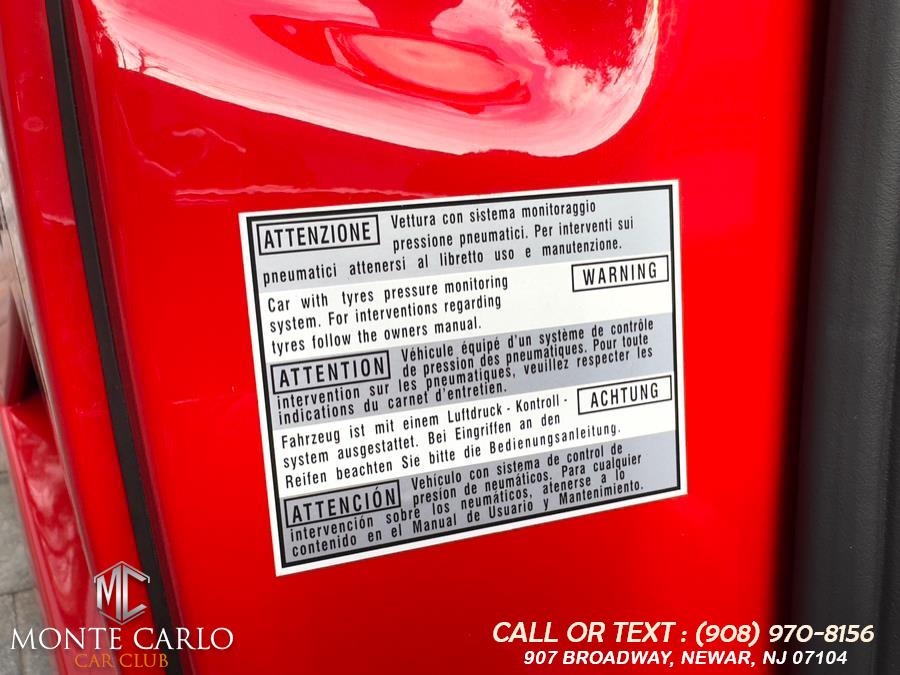 ATTENZIONE Vettura con sistema monitoraggio
pressione pneumatici. Per interventi sui
pneumatici attenersi al libretto uso e manutenzione.
Car with tyres pressure monitoring WARNING
system. For interventions regarding
tyres follow the owners manual.
ATTENTION Véhicule équipé d'un système de contrôle
de pression des pneumatiques. Pour toute
intervention sur les pneumatiques, veuillez respecter les
indications du carnet d'entretien.
Fahrzeug ist mit einem Luftdruck - Kontroll - ACHTUNG
system ausgestattet. Bei Eingriffen an den
Reifen beachten Sie bitte die Bedienungsanleitung.
ATENCIÓN Vehículo con sistema de control de
presion de neumáticos. Para cualquier
intervención sobre los neumáticos, atenerse a lo
contenido en el Manual de Usuario y Mantenimiento.
MC
MONTE CARLO
CAR CLUB
CALL OR TEXT : (908) 970-8156
907 BROADWAY, NEWAR, NJ 07104